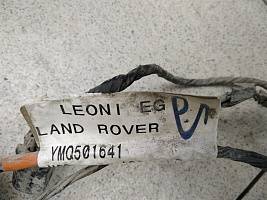 LEONI EG
LAND ROVER
YMQ501641